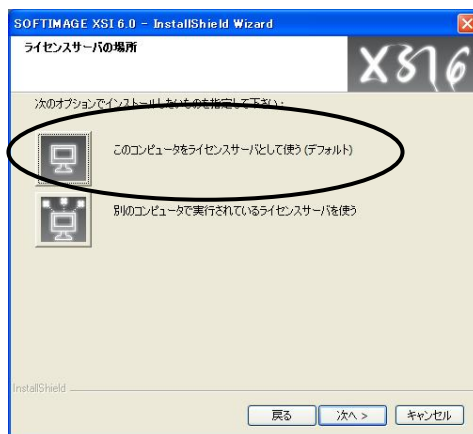 SOFTIMAGE XSI 6.0 - InstallShield Wizard
ライセンスサーバの場所
XSI6
次のオプションでインストールしたいものを指定して下さい：
このコンピュータをライセンスサーバとして使う(デフォルト)
別のコンピュータで実行されているライセンスサーバを使う
InstallShield
戻る
次へ >
キャンセル